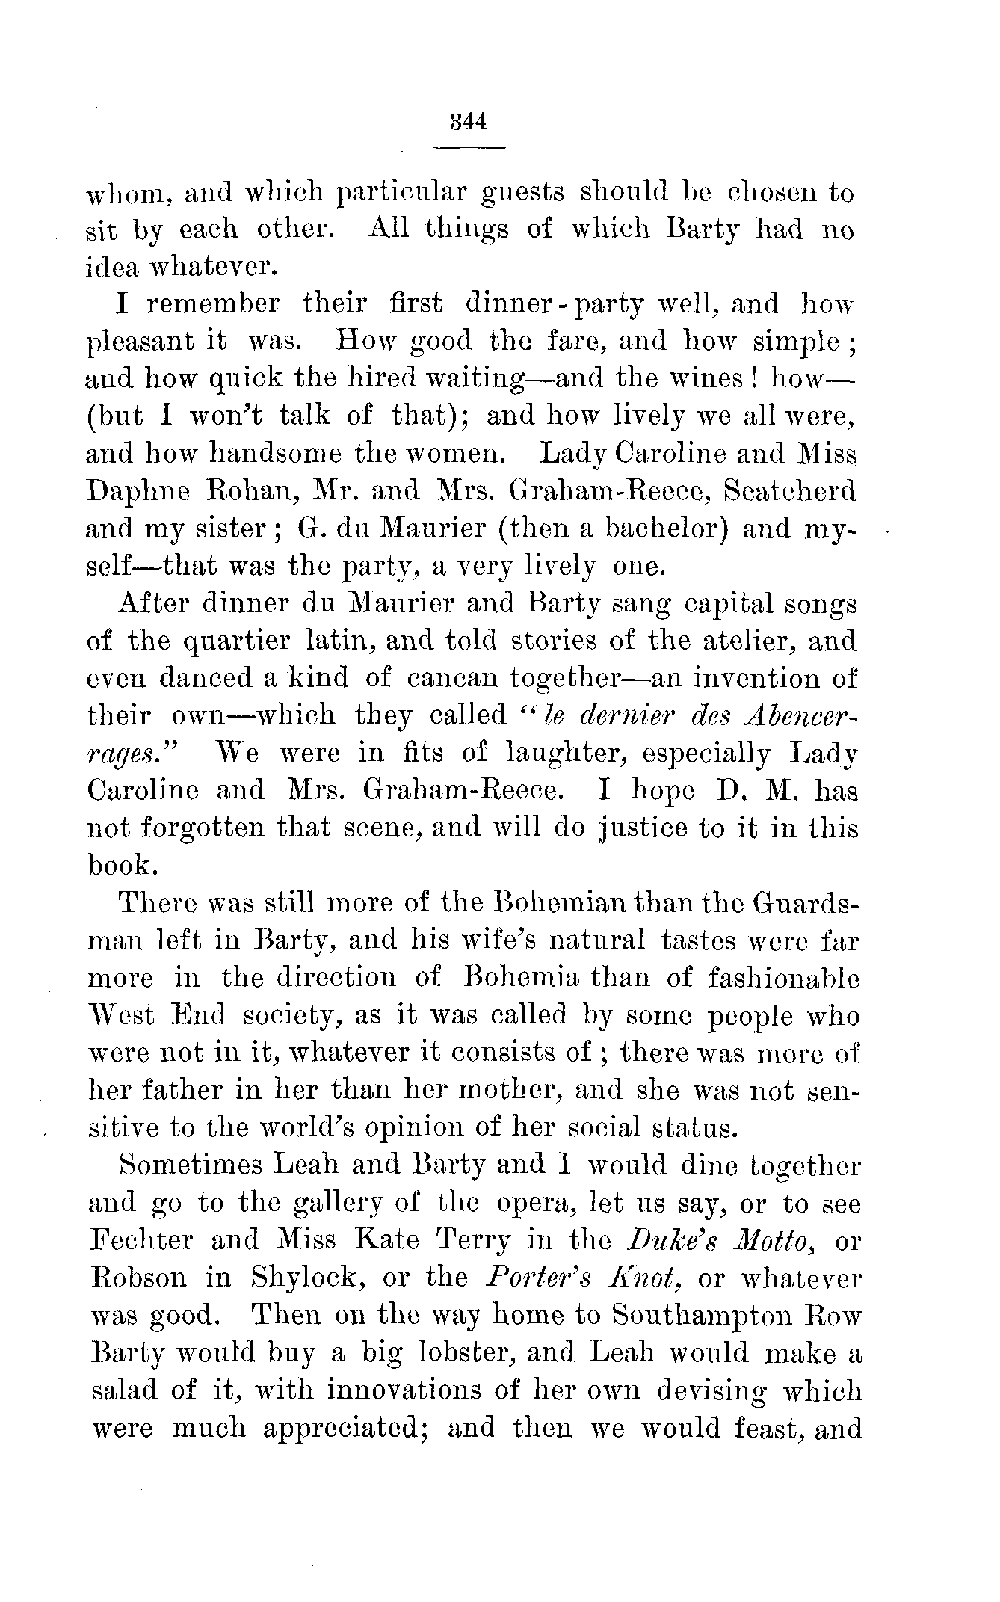 344
whom, and which particular guests should be chosen to
sit by each other. All things of which Barty had no
idea whatever.
I remember their first dinner-party well, and how
pleasant it was. How good the fare, and how simple;
and how quick the hired waiting—and the wines! how—
(but I won't talk of that); and how lively we all were,
and how handsome the women. Lady Caroline and Miss
Daphne Rohan, Mr. and Mrs. Graham-Reece, Scatcherd
and my sister; G. du Maurier (then a bachelor) and my-
self—that was the party, a very lively one.
After dinner du Maurier and Barty sang capital songs
of the quartier latin, and told stories of the atelier, and
even danced a kind of cancan together—an invention of
their own—which they called "le dernier des Abencer-
rages." We were in fits of laughter, especially Lady
Caroline and Mrs. Graham-Reece. I hope D. M. has
not forgotten that scene, and will do justice to it in this
book.
There was still more of the Bohemian than the Guards-
man left in Barty, and his wife's natural tastes were far
more in the direction of Bohemia than of fashionable
West End society, as it was called by some people who
were not in it, whatever it consists of; there was more of
her father in her than her mother, and she was not sen-
sitive to the world's opinion of her social status.
Sometimes Leah and Barty and I would dine together
and go to the gallery of the opera, let us say, or to see
Fechter and Miss Kate Terry in the Duke's Motto, or
Robson in Shylock, or the Porter's Knot, or whatever
was good. Then on the way home to Southampton Row
Barty would buy a big lobster, and Leah would make a
salad of it, with innovations of her own devising which
were much appreciated; and then we would feast, and